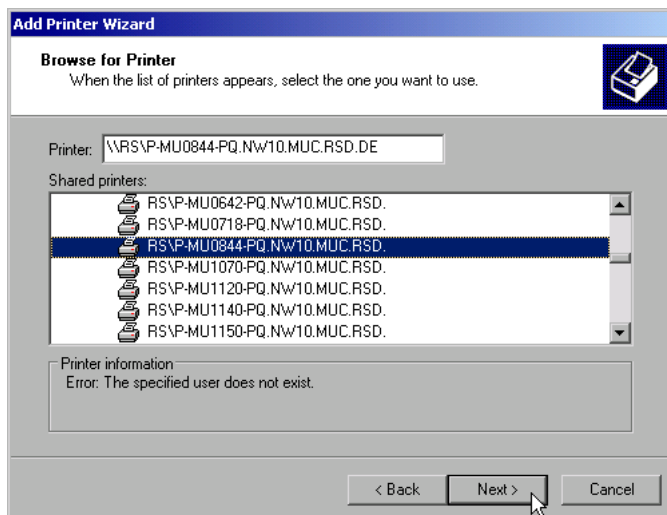 Add Printer Wizard
Browse for Printer
When the list of printers appears, select the one you want to use.
Printer: \\RS\P-MU0844-PQ.NW10.MUC.RSD.DE
Shared printers:
RS\P-MU0642-PQ.NW10.MUC.RSD.
RS\P-MU0718-PQ.NW10.MUC.RSD.
RS\P-MU0844-PQ.NW10.MUC.RSD.
RS\P-MU1070-PQ.NW10.MUC.RSD.
RS\P-MU1120-PQ.NW10.MUC.RSD.
RS\P-MU1140-PQ.NW10.MUC.RSD.
RS\P-MU1150-PQ.NW10.MUC.RSD.
Printer information
Error: The specified user does not exist.
< Back Next > Cancel